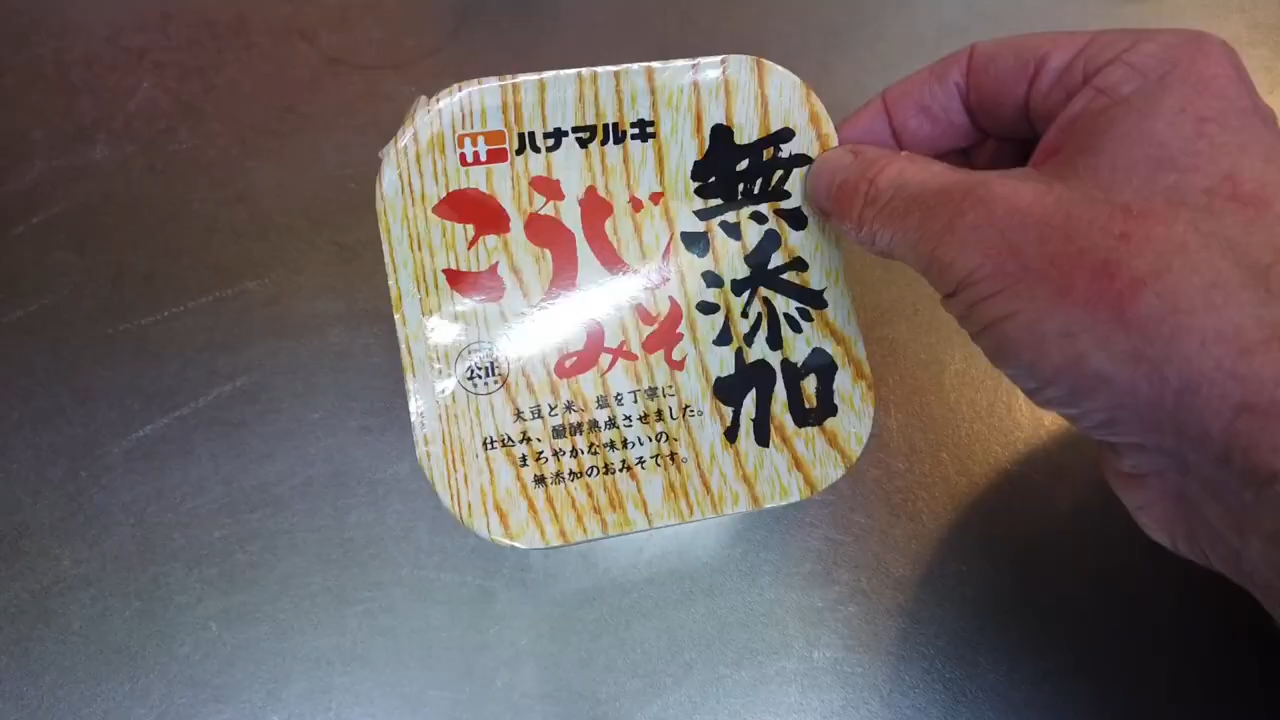 ハナマルキ
無添加
こうじ
みそ
公正
大豆と米、塩を丁寧に
仕込み、醗酵熟成させました。
まろやかな味わいの、
無添加のおみそです。